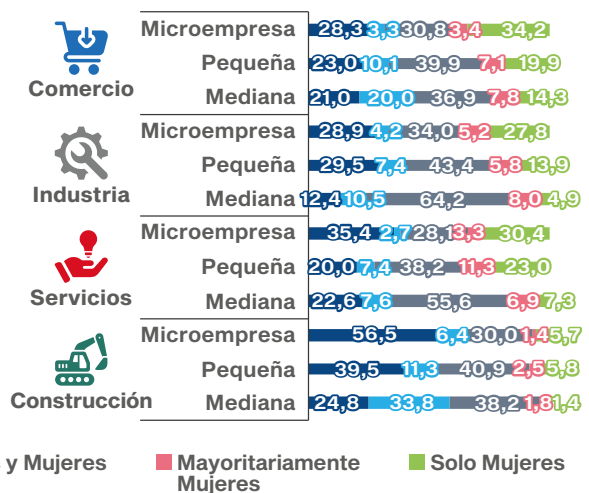 Comercio
Microempresa 28,3 3,3 30,8 3,4 34,2
Pequeña 23,0 10,1 39,9 7,1 19,9
Mediana 21,0 20,0 36,9 7,8 14,3
Industria
Microempresa 28,9 4,2 34,0 5,2 27,8
Pequeña 29,5 7,4 43,4 5,8 13,9
Mediana 12,4 10,5 64,2 8,0 4,9
Servicios
Microempresa 35,4 2,7 28,1 3,3 30,4
Pequeña 20,0 7,4 38,2 11,3 23,0
Mediana 22,6 7,6 55,6 6,9 7,3
Construcción
Microempresa 56,5 6,4 30,0 1,4 5,7
Pequeña 39,5 11,3 40,9 2,5 5,8
Mediana 24,8 33,8 38,2 1,8 1,4
y Mujeres
Mayoritariamente
Mujeres
Solo Mujeres